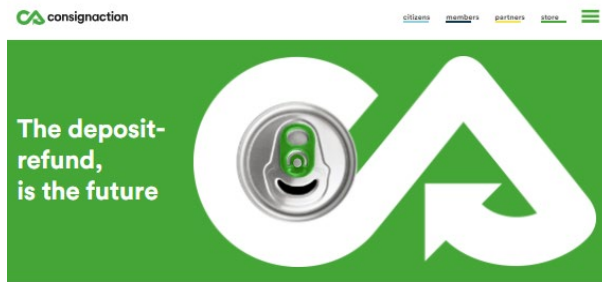 consignaction
citizens members partners store
The deposit-
refund,
is the future